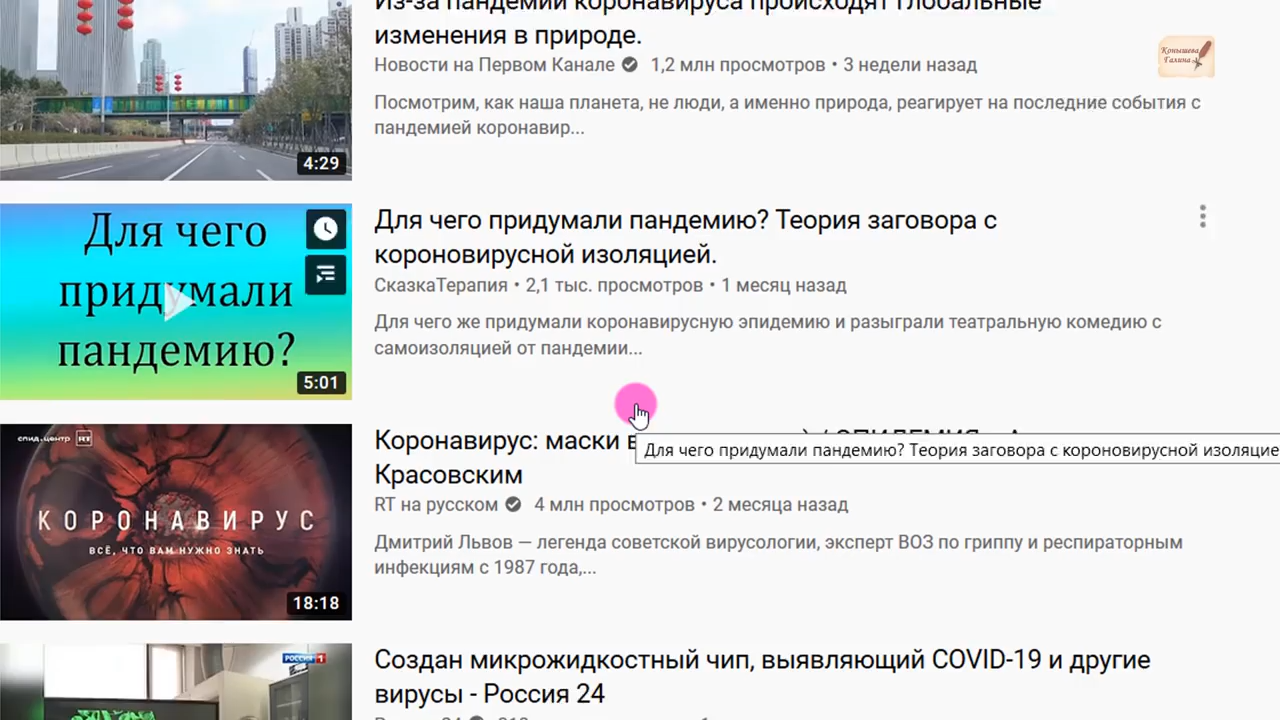 Из-за пандемии коронавируса происходят глобальные
изменения в природе.
Новости на Первом Канале 1,2 млн просмотров • 3 недели назад
Конышева
Галина
Посмотрим, как наша планета, не люди, а именно природа, реагирует на последние события с
пандемией коронавир...
4:29
Для чего
придумали
пандемию?
5:01
Для чего придумали пандемию? Теория заговора с
короновирусной изоляцией.
СказкаТерапия • 2,1 тыс. просмотров • 1 месяц назад
Для чего же придумали коронавирусную эпидемию и разыграли театральную комедию с
самоизоляцией от пандемии...
спид.центр RT
КОРОНАВИРУС
ВСЁ, ЧТО ВАМ НУЖНО ЗНАТЬ
18:18
Коронавирус: маски
Для чего придумали пандемию? Теория заговора с короновирусной изоляцие
Красовским
RT на русском 4 млн просмотров • 2 месяца назад
Дмитрий Львов — легенда советской вирусологии, эксперт ВОЗ по гриппу и респираторным
инфекциям с 1987 года,...
РОССИЯ 1
Создан микрожидкостный чип, выявляющий COVID-19 и другие
вирусы - Россия 24